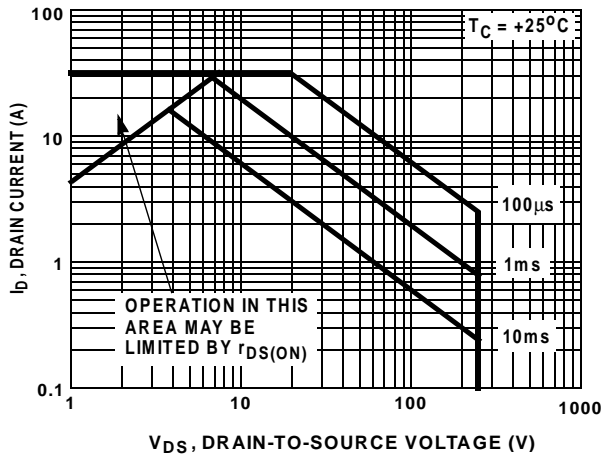 T_C = +25°C
100
10
1
0.1
I_D, DRAIN CURRENT (A)
100μs
1ms
10ms
OPERATION IN THIS
AREA MAY BE
LIMITED BY r_DS(ON)
1
10
100
1000
V_DS, DRAIN-TO-SOURCE VOLTAGE (V)